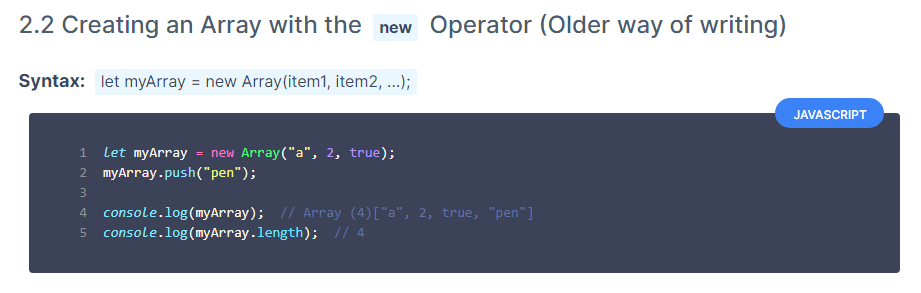 2.2 Creating an Array with the new Operator (Older way of writing)
Syntax: let myArray = new Array(item1, item2, ...);
JAVASCRIPT
1 let myArray = new Array("a", 2, true);
2 myArray.push("pen");
3
4 console.log(myArray);  // Array (4)["a", 2, true, "pen"]
5 console.log(myArray.length);  // 4